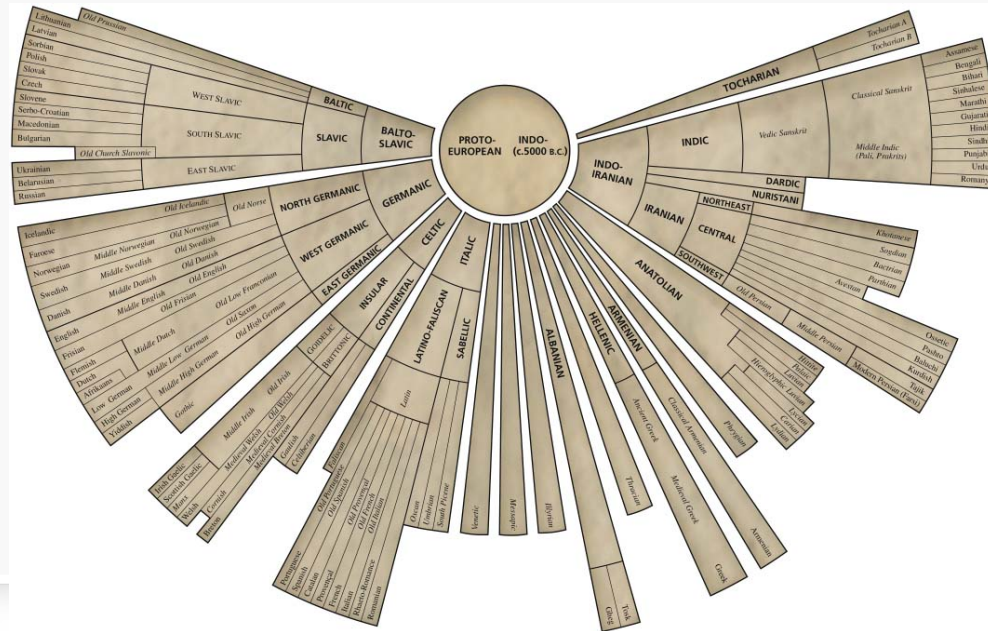 PROTO- INDO-
EUROPEAN (c.5000 B.C.)
BALTO-
SLAVIC
BALTIC
Old Prussian
Lithuanian
Latvian
SLAVIC
WEST SLAVIC
Sorbian
Polish
Slovak
Czech
SOUTH SLAVIC
Slovene
Serbo-Croatian
Macedonian
Bulgarian
Old Church Slavonic
EAST SLAVIC
Ukrainian
Belarusian
Russian
GERMANIC
NORTH GERMANIC
Old Norse
Old Icelandic
Icelandic
Faroese
Old Norwegian
Middle Norwegian
Norwegian
Old Swedish
Middle Swedish
Swedish
Old Danish
Middle Danish
Danish
WEST GERMANIC
Old English
Middle English
English
Old Frisian
Frisian
Old Low Franconian
Middle Dutch
Flemish
Dutch
Afrikaans
Old Saxon
Middle Low German
Low German
Old High German
Middle High German
High German
Yiddish
EAST GERMANIC
Gothic
CELTIC
INSULAR
GOIDELIC
Old Irish
Middle Irish
Irish Gaelic
Scottish Gaelic
Manx
BRITTONIC
Old Welsh
Medieval Welsh
Welsh
Medieval Cornish
Cornish
Medieval Breton
Breton
CONTINENTAL
Gaulish
Celtiberian
ITALIC
LATINO-FALISCAN
Faliscan
Latin
Old Portuguese
Portuguese
Old Spanish
Spanish
Catalan
Old Provençal
Provençal
Old French
French
Old Italian
Italian
Rhaeto-Romance
Romanian
SABELLIC
Oscan
Umbrian
South Picene
Venetic
Messapic
Illyrian
ALBANIAN
Gheg
Tosk
Thracian
HELLENIC
Ancient Greek
Medieval Greek
Greek
ARMENIAN
Classical Armenian
Armenian
Phrygian
ANATOLIAN
Hittite
Palaic
Luvian
Hieroglyphic Luvian
Lycian
Carian
Lydian
INDO-
IRANIAN
IRANIAN
SOUTHWEST
Old Persian
Middle Persian
Modern Persian (Farsi)
Tajik
CENTRAL
Kurdish
Baluchi
Pashto
Ossetic
Avestan
Parthian
Bactrian
Sogdian
Khotanese
NORTHEAST
NURISTANI
DARDIC
INDIC
Vedic Sanskrit
Classical Sanskrit
Middle Indic
(Pali, Prakrits)
Assamese
Bengali
Bihari
Sinhalese
Marathi
Gujarati
Hindi
Sindhi
Punjabi
Urdu
Romany
TOCHARIAN
Tocharian A
Tocharian B